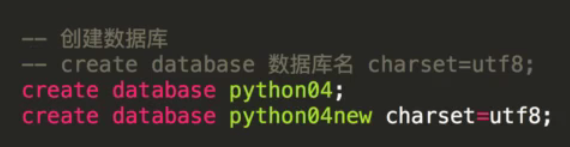 -- 创建数据库
-- create database 数据库名 charset=utf8;
create database python04;
create database python04new charset=utf8;